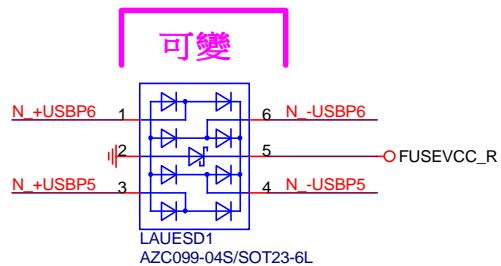 可變
N_+USBP6 1 6 N_-USBP6
2 5 FUSEVCC_R
N_+USBP5 3 4 N_-USBP5
LAUESD1
AZC099-04S/SOT23-6L